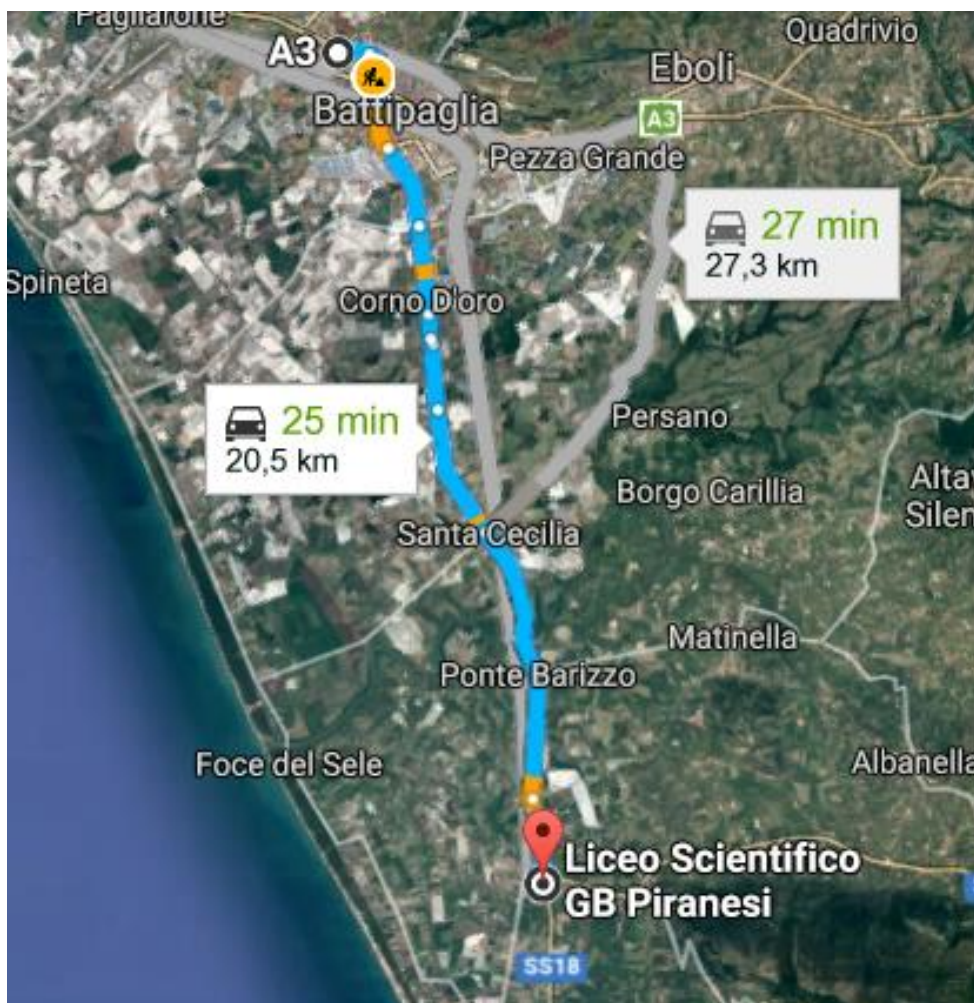 Pagliarone
Quadrivio
A3
Eboli
Battipaglia
A3
Pezza Grande
27 min
27,3 km
Spineta
Corno D'oro
25 min
20,5 km
Persano
Borgo Carillia
Altav
Silen
Santa Cecilia
Matinella
Ponte Barizzo
Foce del Sele
Albanella
Liceo Scientifico
GB Piranesi
SS18